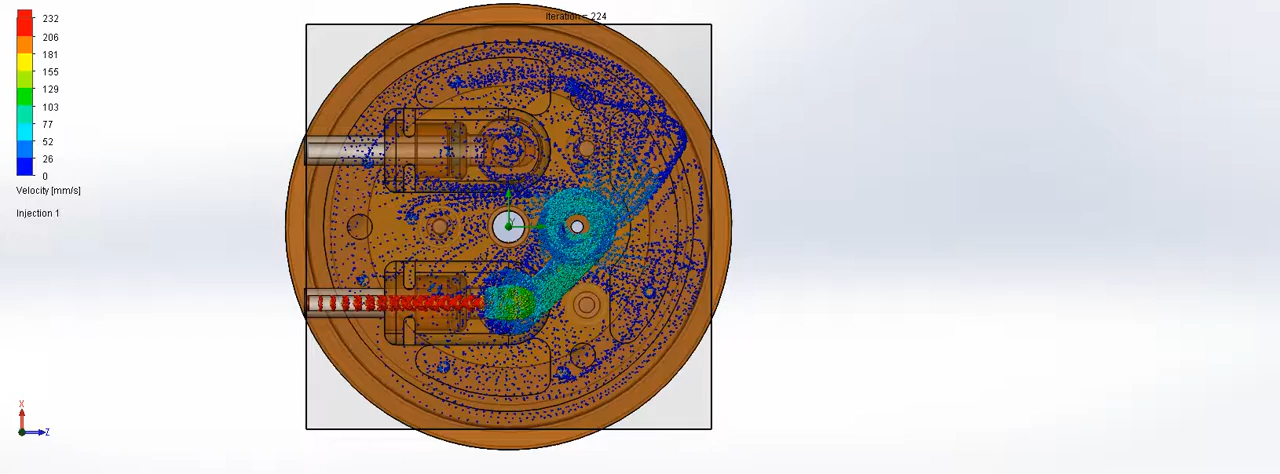 Iteration = 224
232
206
181
155
129
103
77
52
26
0
Velocity [mm/s]
Injection 1
Y
X
Z